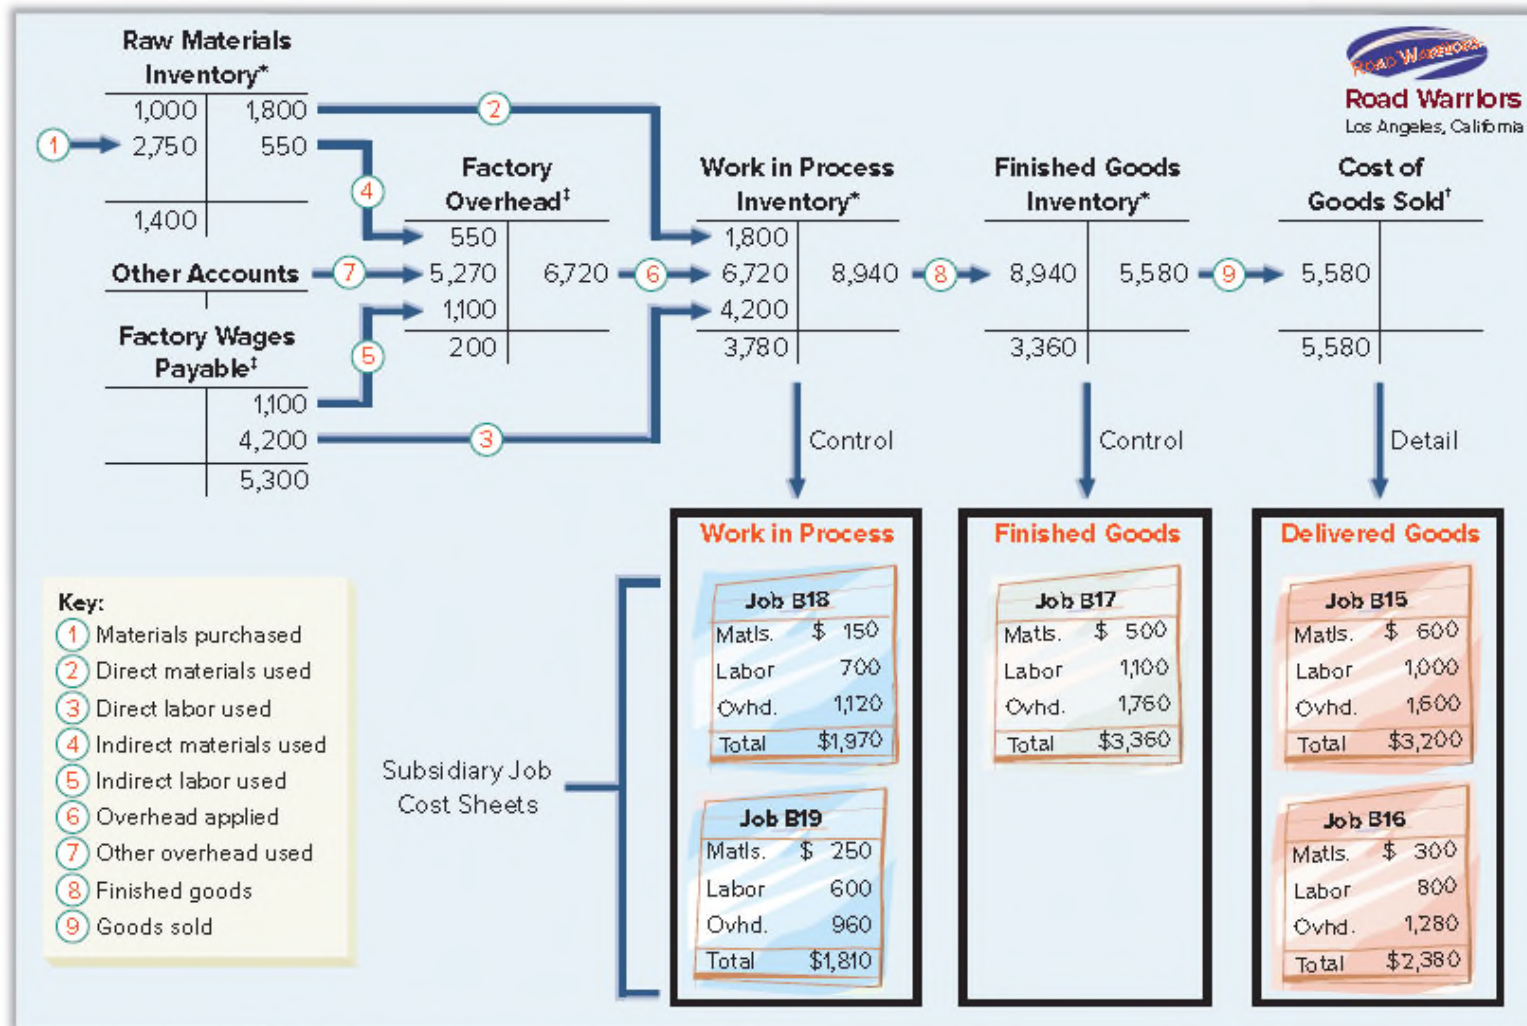 Raw Materials
Inventory*
1,000 1,800
1 2,750 550
1,400
2
4
ROAD WARRIORS
Road Warriors
Los Angeles, California
Factory
Overhead‡
550
5,270 6,720
1,100
200
Other Accounts 7
Factory Wages
Payable‡
1,100
4,200
5,300
5
3
6
Work in Process
Inventory*
1,800
6,720 8,940
4,200
3,780
8
Finished Goods
Inventory*
8,940 5,580
3,360
9
Cost of
Goods Sold†
5,580
5,580
Control
Control
Detail
Key:
1 Materials purchased
2 Direct materials used
3 Direct labor used
4 Indirect materials used
5 Indirect labor used
6 Overhead applied
7 Other overhead used
8 Finished goods
9 Goods sold
Subsidiary Job
Cost Sheets
Work in Process
Job B18
Matls. $ 150
Labor 700
Ovhd. 1,120
Total $1,970
Job B19
Matls. $ 250
Labor 600
Ovhd. 960
Total $1,810
Finished Goods
Job B17
Matls. $ 500
Labor 1,100
Ovhd. 1,760
Total $3,360
Delivered Goods
Job B15
Matls. $ 600
Labor 1,000
Ovhd. 1,600
Total $3,200
Job B16
Matls. $ 300
Labor 800
Ovhd. 1,280
Total $2,380